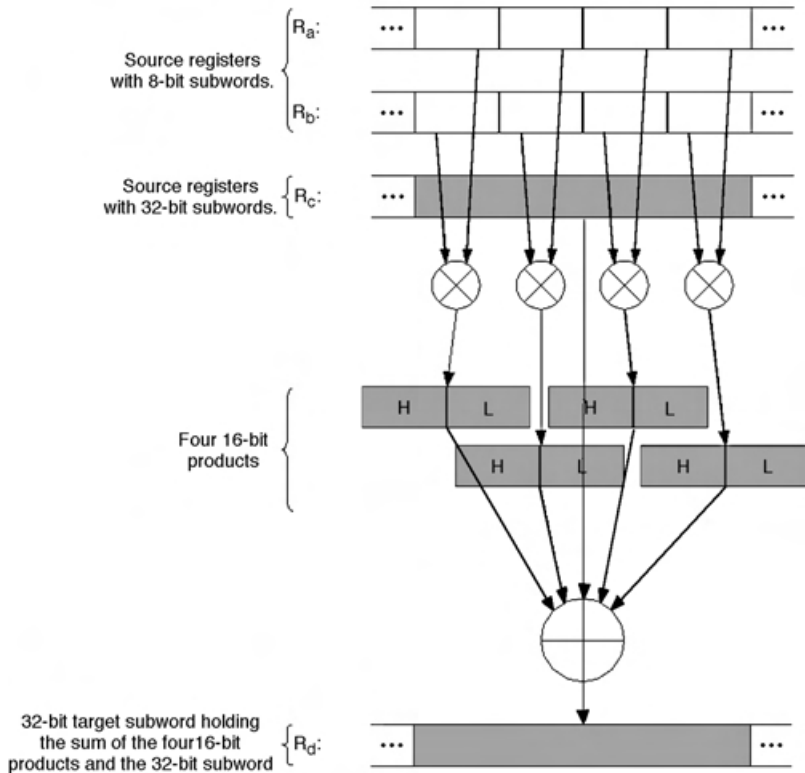 ••• Ra: •••
Source registers
with 8-bit subwords.
••• Rb: •••
Source registers
with 32-bit subwords.
Rc: ••• •••
H L H L
Four 16-bit
products
H L H L
32-bit target subword holding
the sum of the four16-bit
products and the 32-bit subword
Rd: ••• •••